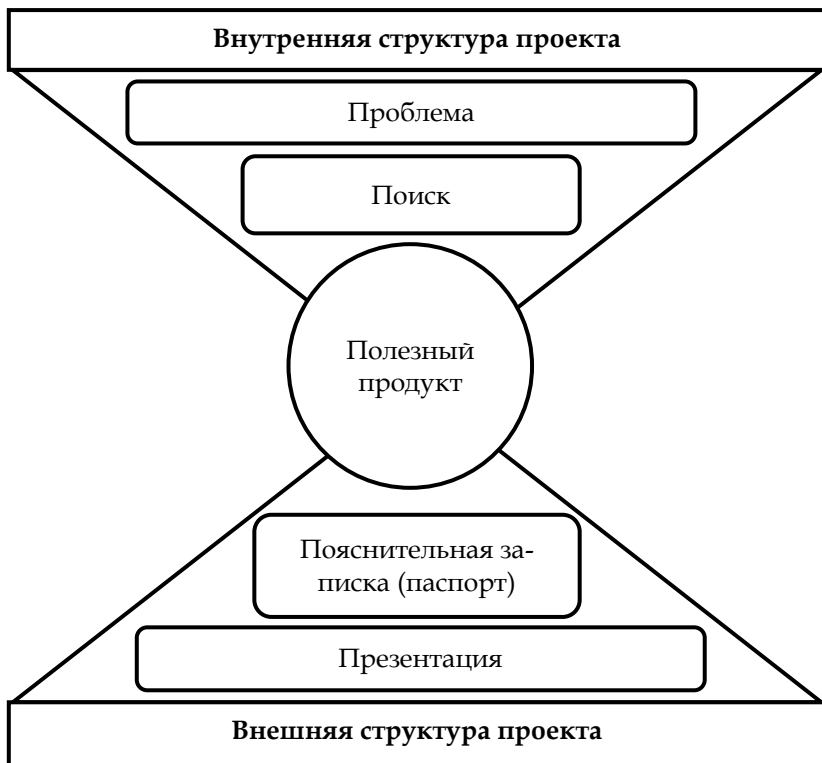 Внутренняя структура проекта
Проблема
Поиск
Полезный
продукт
Пояснительная за-
писка (паспорт)
Презентация
Внешняя структура проекта